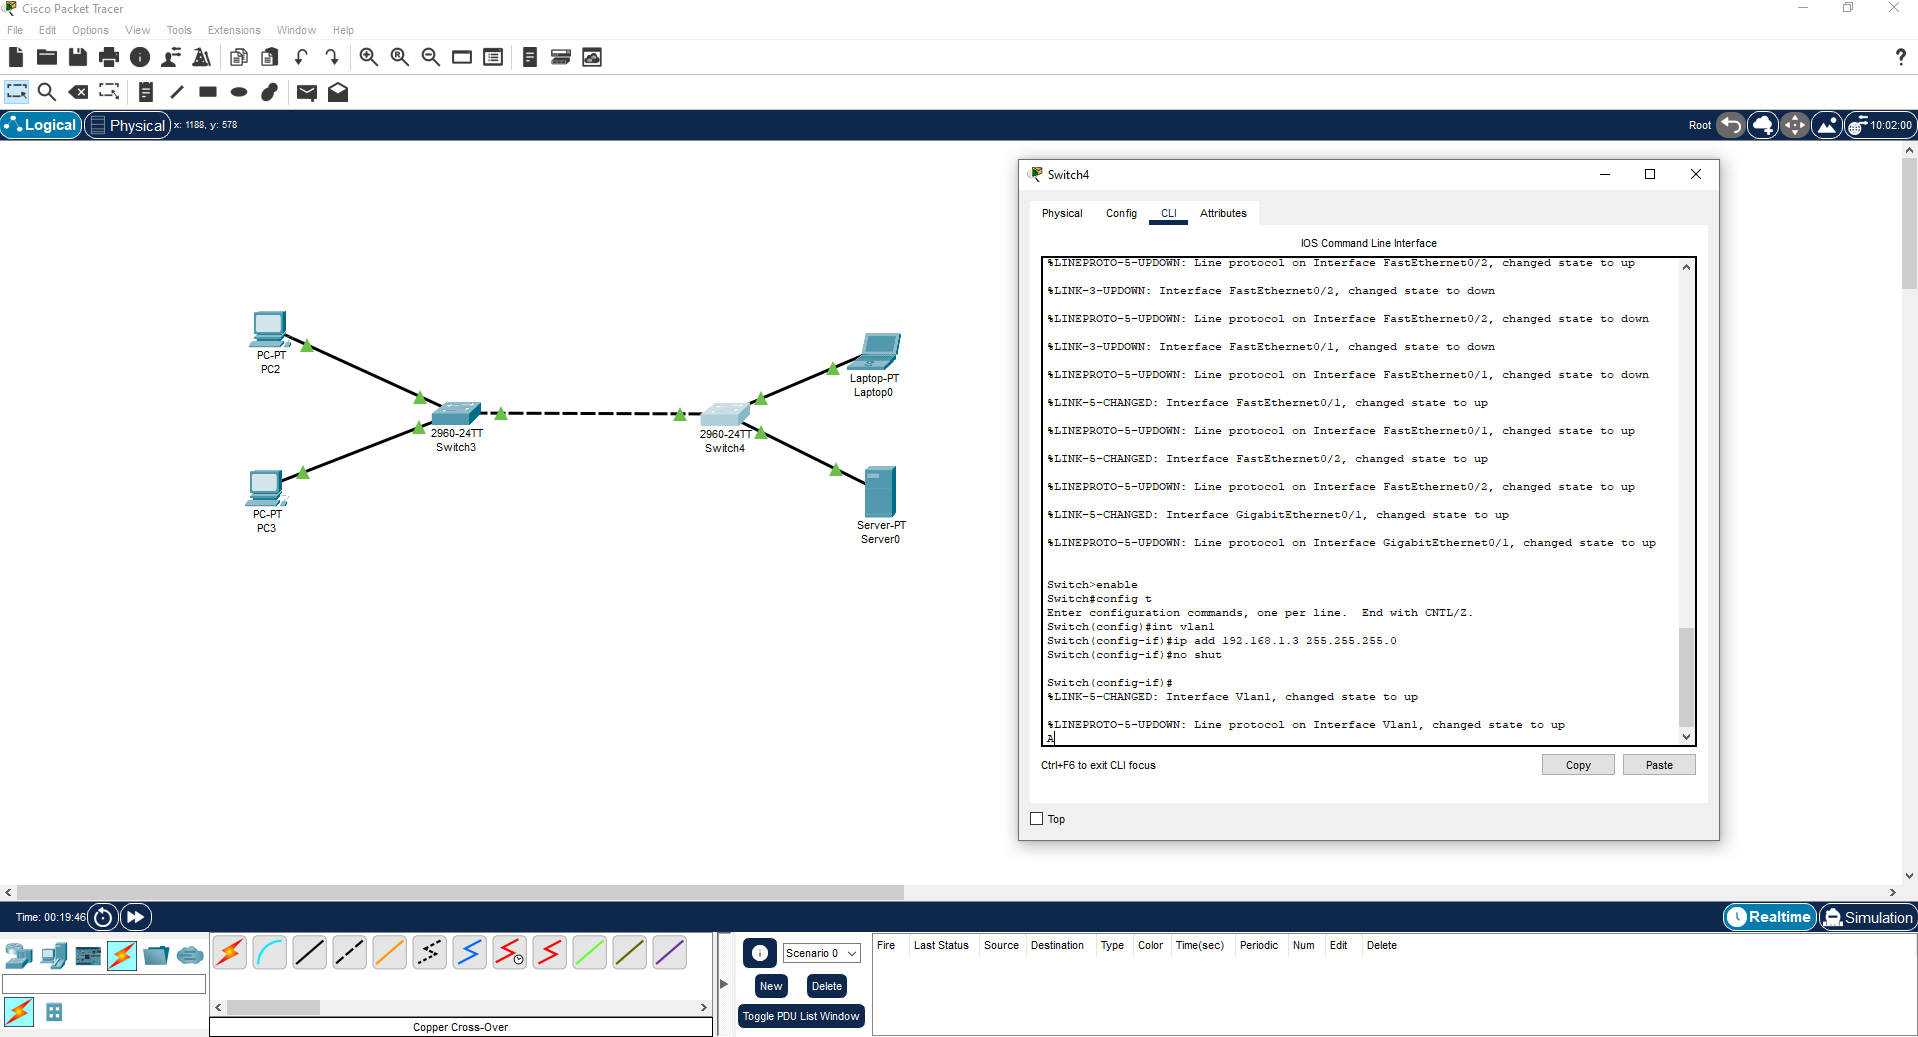 Cisco Packet Tracer
File Edit Options View Tools Extensions Window Help
Logical Physical x: 1188, y: 578 Root 10:02:00
Switch4
Physical Config CLI Attributes
IOS Command Line Interface
%LINEPROTO-5-UPDOWN: Line protocol on Interface FastEthernet0/2, changed state to up
%LINK-3-UPDOWN: Interface FastEthernet0/2, changed state to down
%LINEPROTO-5-UPDOWN: Line protocol on Interface FastEthernet0/2, changed state to down
%LINK-3-UPDOWN: Interface FastEthernet0/1, changed state to down
%LINEPROTO-5-UPDOWN: Line protocol on Interface FastEthernet0/1, changed state to down
%LINK-5-CHANGED: Interface FastEthernet0/1, changed state to up
%LINEPROTO-5-UPDOWN: Line protocol on Interface FastEthernet0/1, changed state to up
%LINK-5-CHANGED: Interface FastEthernet0/2, changed state to up
%LINEPROTO-5-UPDOWN: Line protocol on Interface FastEthernet0/2, changed state to up
%LINK-5-CHANGED: Interface GigabitEthernet0/1, changed state to up
%LINEPROTO-5-UPDOWN: Line protocol on Interface GigabitEthernet0/1, changed state to up
Switch>enable
Switch#config t
Enter configuration commands, one per line.  End with CNTL/Z.
Switch(config)#int vlan1
Switch(config-if)#ip add 192.168.1.3 255.255.255.0
Switch(config-if)#no shut
Switch(config-if)#
%LINK-5-CHANGED: Interface Vlan1, changed state to up
%LINEPROTO-5-UPDOWN: Line protocol on Interface Vlan1, changed state to up
A
Ctrl+F6 to exit CLI focus
Copy Paste
Top
PC-PT
PC2
Laptop-PT
Laptop0
2960-24TT
Switch3
2960-24TT
Switch4
PC-PT
PC3
Server-PT
Server0
Time: 00:19:46 Realtime Simulation
Scenario 0
New Delete
Toggle PDU List Window
Fire Last Status Source Destination Type Color Time(sec) Periodic Num Edit Delete
Copper Cross-Over